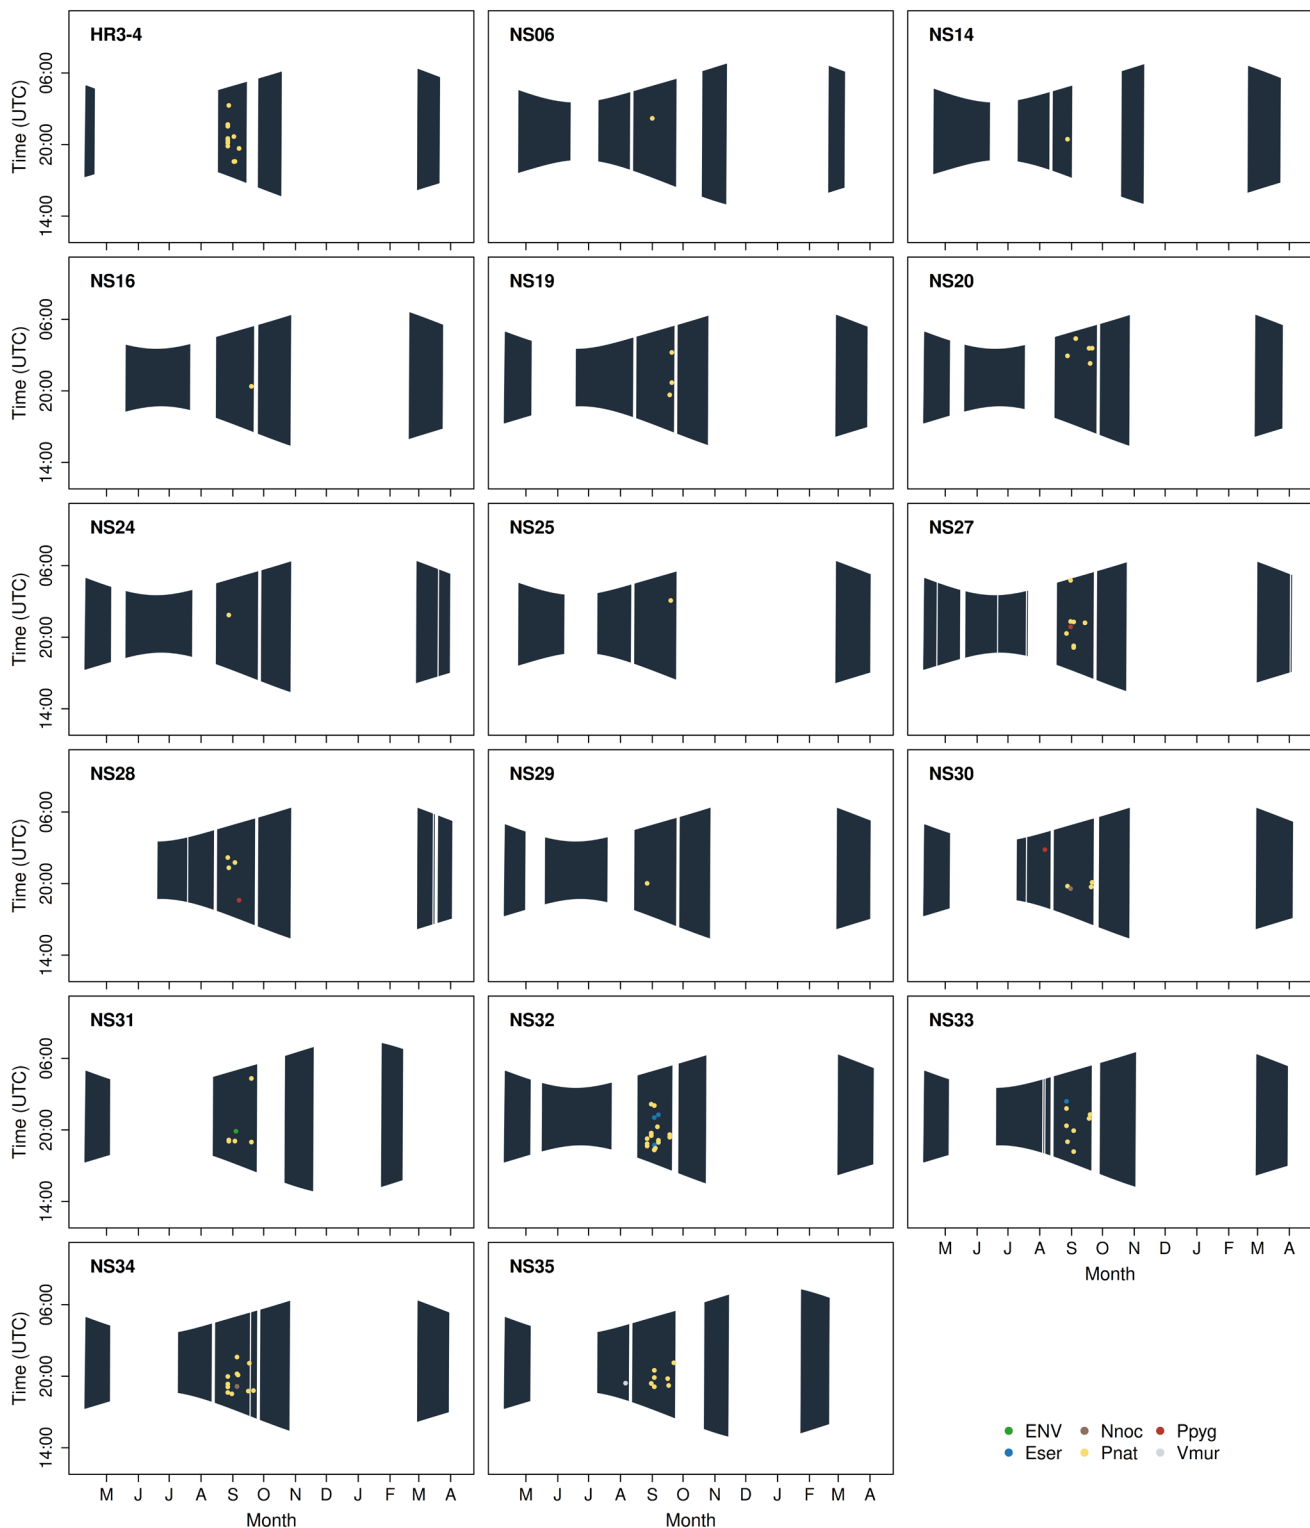 HR3-4 NS06 NS14
Time (UTC) 06:00 20:00 14:00
NS16 NS19 NS20
Time (UTC) 06:00 20:00 14:00
NS24 NS25 NS27
Time (UTC) 06:00 20:00 14:00
NS28 NS29 NS30
Time (UTC) 06:00 20:00 14:00
NS31 NS32 NS33
Time (UTC) 06:00 20:00 14:00
M J J A S O N D J F M A
Month
NS34 NS35
Time (UTC) 06:00 20:00 14:00
ENV Nnoc Ppyg
Eser Pnat Vmur
M J J A S O N D J F M A M J J A S O N D J F M A
Month Month